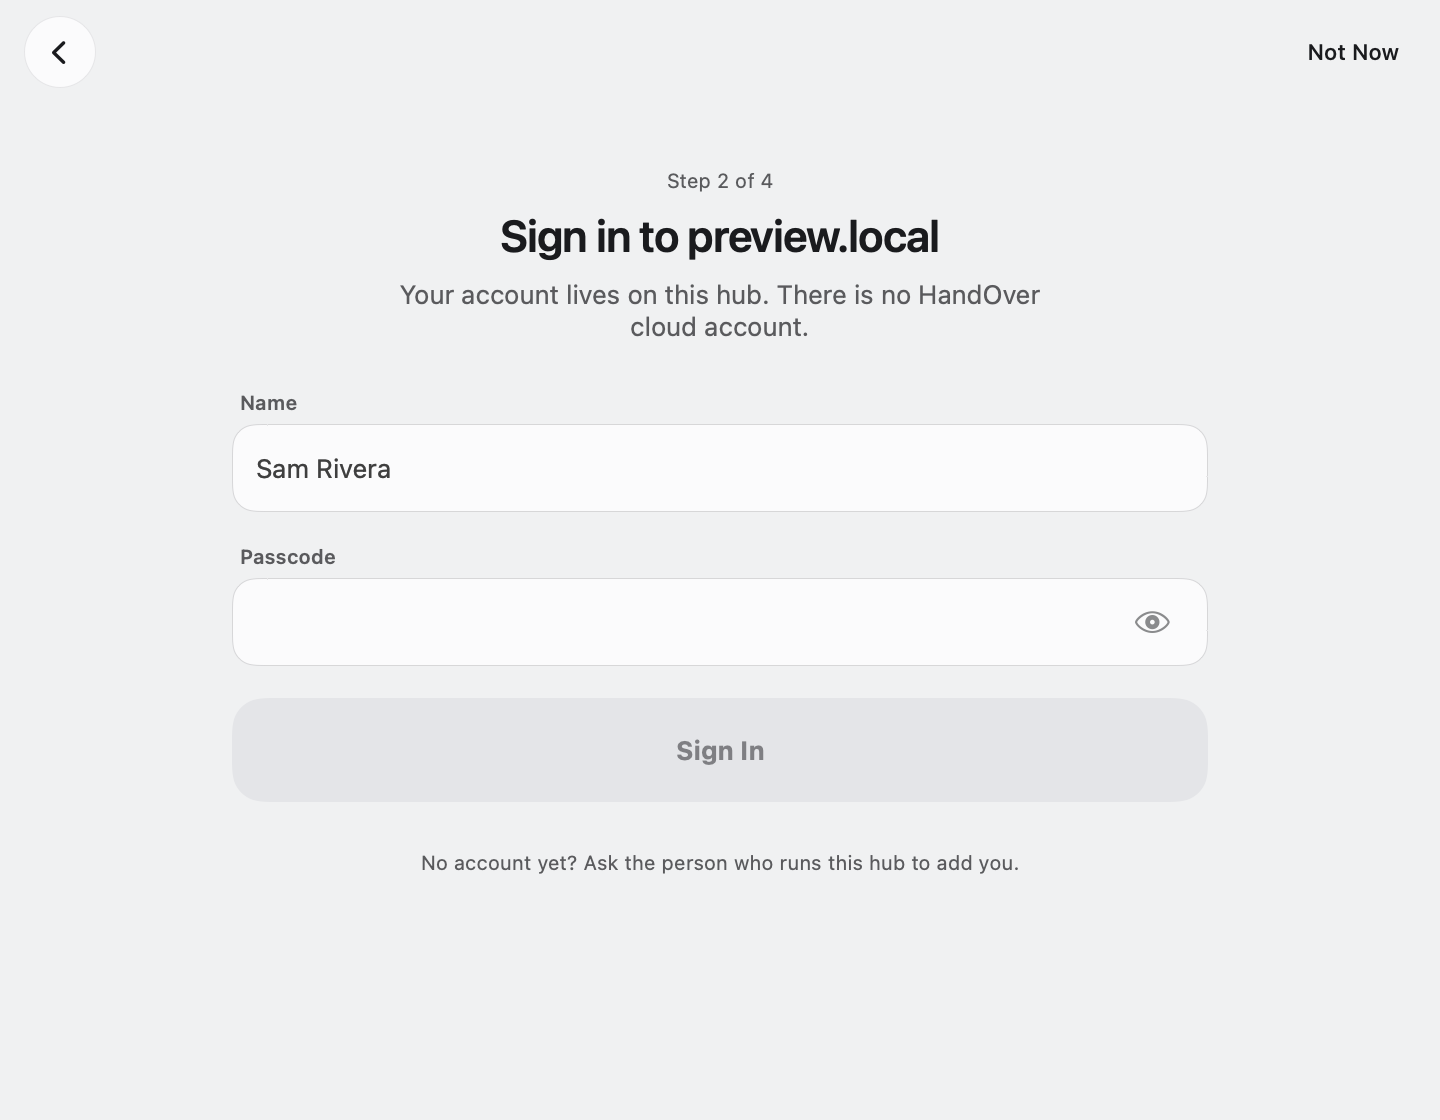 Not Now
Step 2 of 4
Sign in to preview.local
Your account lives on this hub. There is no HandOver
cloud account.
Name
Sam Rivera
Passcode
Sign In
No account yet? Ask the person who runs this hub to add you.